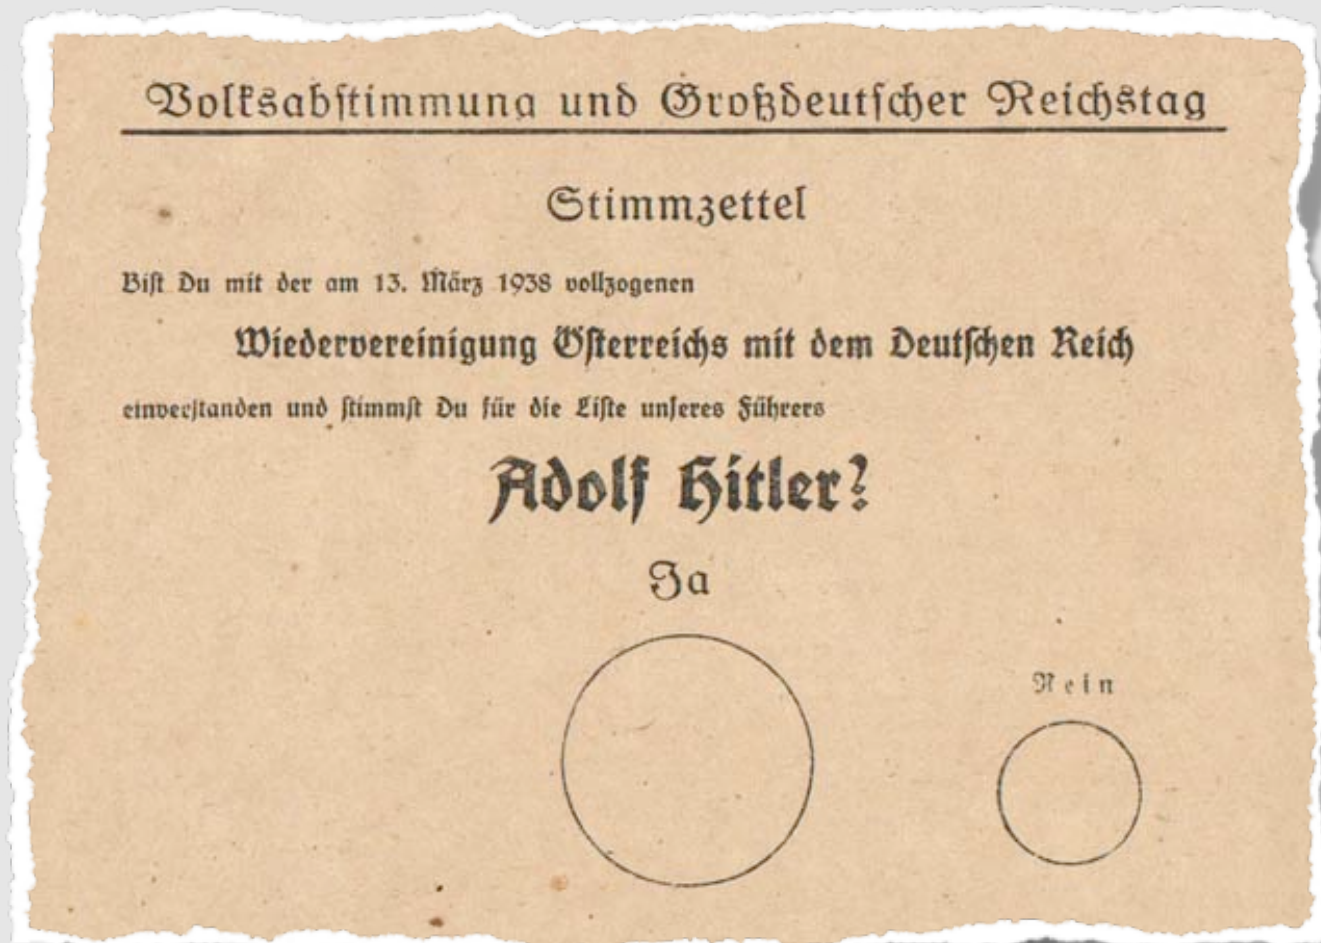 Volksabstimmung und Großdeutscher Reichstag
Stimmzettel
Bist Du mit der am 13. März 1938 vollzogenen
Wiedervereinigung Österreichs mit dem Deutschen Reich
einverstanden und stimmst Du für die Liste unseres Führers
Adolf Hitler?
Ja
Nein